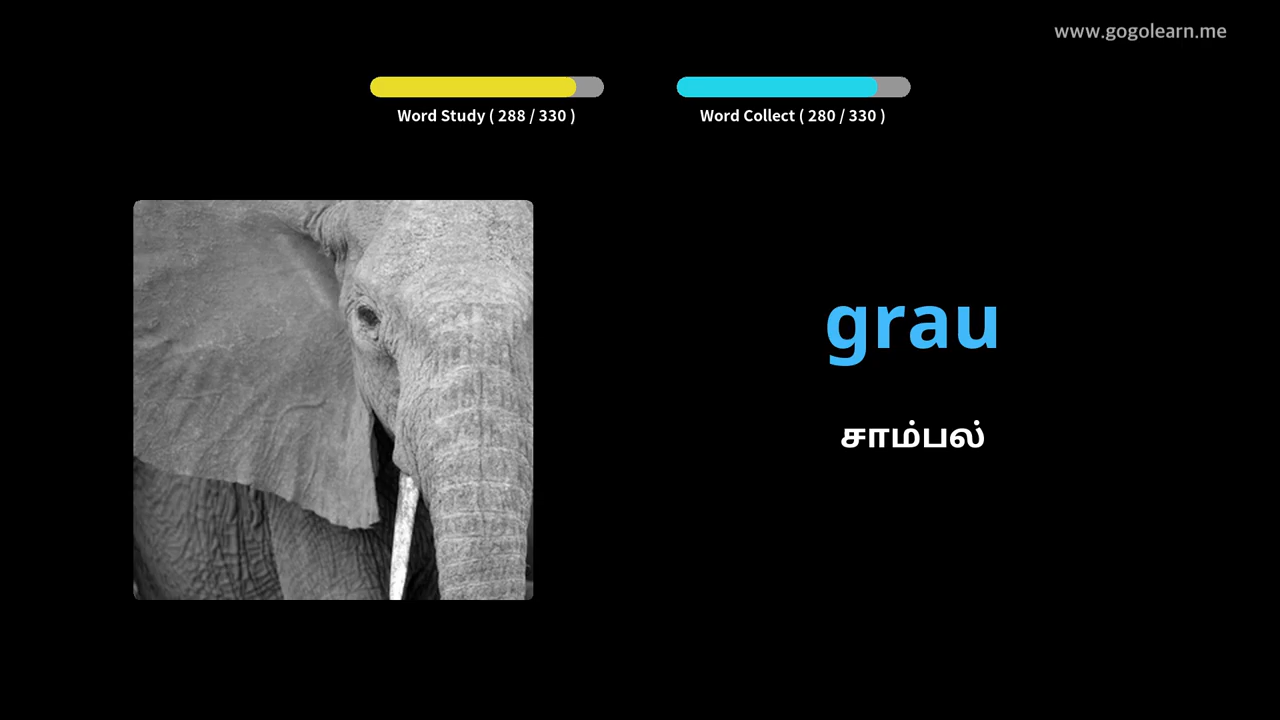 www.gogolearn.me
Word Study ( 288 / 330 )
Word Collect ( 280 / 330 )
grau
சாம்பல்